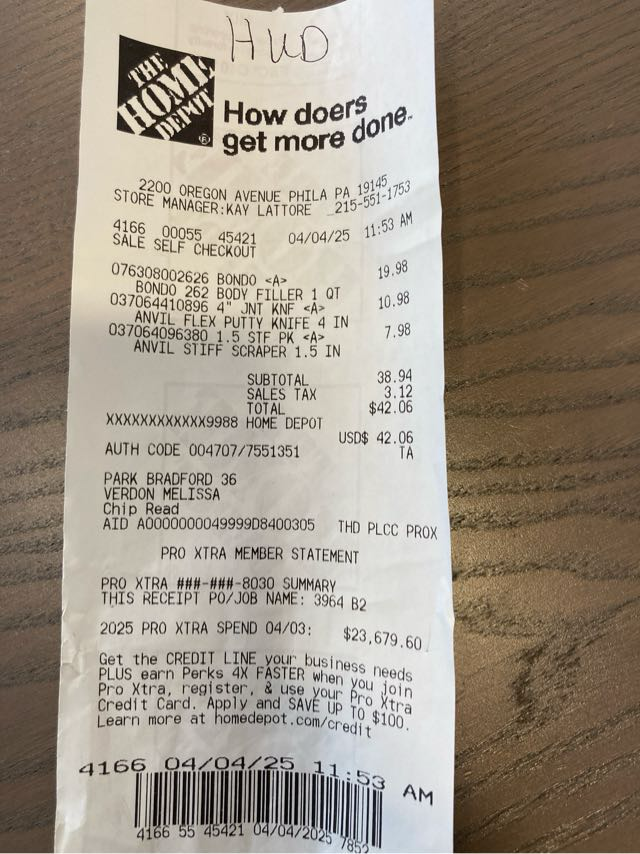 HUD
THE HOME DEPOT
How doers
get more done.
2200 OREGON AVENUE PHILA PA 19145
STORE MANAGER:KAY LATTORE 215-551-1753
4166 00055 45421 04/04/25 11:53 AM
SALE SELF CHECKOUT
076308002626 BONDO <A> 19.98
BONDO 262 BODY FILLER 1 QT
037064410896 4" JNT KNF <A> 10.98
ANVIL FLEX PUTTY KNIFE 4 IN
037064096380 1.5 STF PK <A> 7.98
ANVIL STIFF SCRAPER 1.5 IN
SUBTOTAL 38.94
SALES TAX 3.12
TOTAL $42.06
XXXXXXXXXXXX9988 HOME DEPOT
USD$ 42.06
AUTH CODE 004707/7551351 TA
PARK BRADFORD 36
VERDON MELISSA
Chip Read
AID A0000000049999D8400305 THD PLCC PROX
PRO XTRA MEMBER STATEMENT
PRO XTRA ###-###-8030 SUMMARY
THIS RECEIPT PO/JOB NAME: 3964 B2
2025 PRO XTRA SPEND 04/03: $23,679.60
Get the CREDIT LINE your business needs
PLUS earn Perks 4X FASTER when you join
Pro Xtra, register, & use your Pro Xtra
Credit Card. Apply and SAVE UP TO $100.
Learn more at homedepot.com/credit
4166 04/04/25 11:53 AM
4166 55 45421 04/04/2025 7852